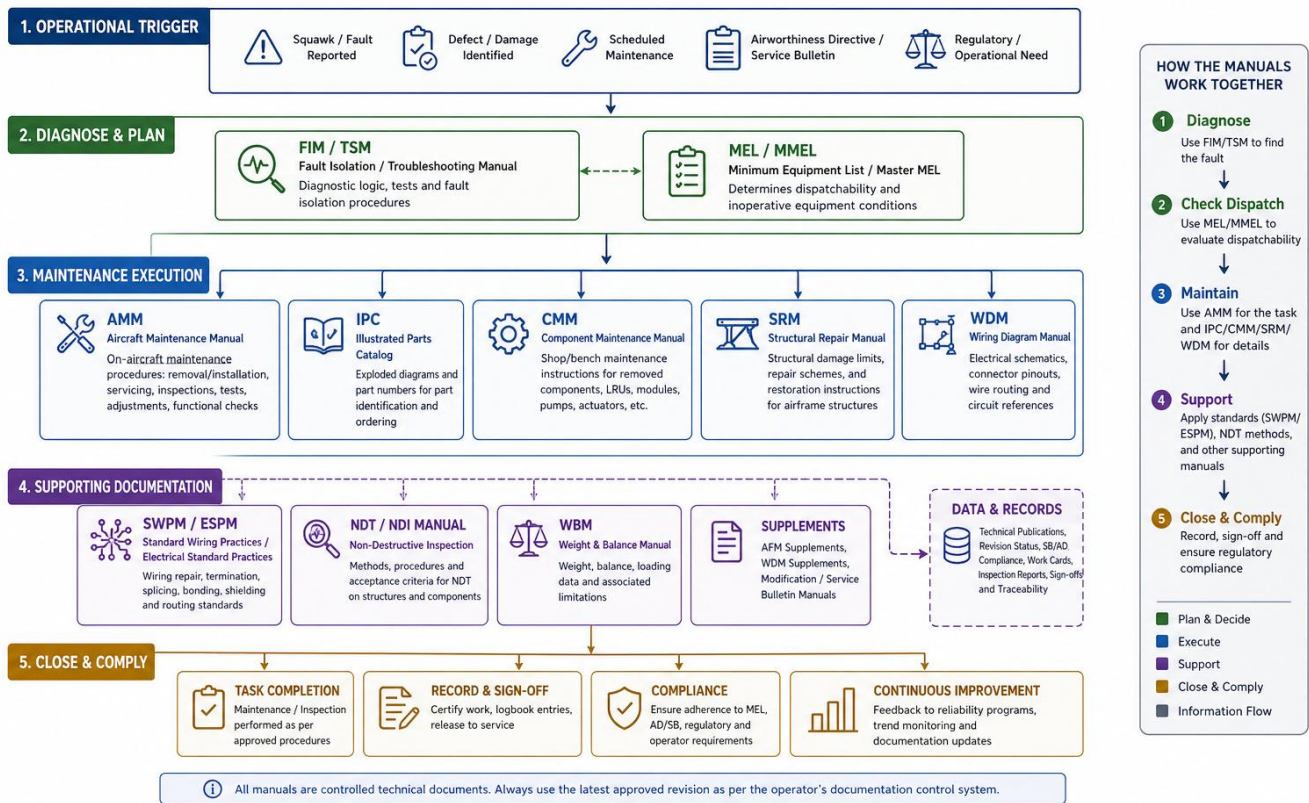 1. OPERATIONAL TRIGGER
Squawk / Fault
Reported
Defect / Damage
Identified
Scheduled
Maintenance
Airworthiness Directive /
Service Bulletin
Regulatory /
Operational Need
2. DIAGNOSE & PLAN
FIM / TSM
Fault Isolation / Troubleshooting Manual
Diagnostic logic, tests and fault
isolation procedures
MEL / MMEL
Minimum Equipment List / Master MEL
Determines dispatchability and
inoperative equipment conditions
3. MAINTENANCE EXECUTION
AMM
Aircraft Maintenance Manual
On-aircraft maintenance
procedures: removal/installation,
servicing, inspections, tests,
adjustments, functional checks
IPC
Illustrated Parts
Catalog
Exploded diagrams and
part numbers for part
identification and
ordering
CMM
Component Maintenance Manual
Shop/bench maintenance
instructions for removed
components, LRUs, modules,
pumps, actuators, etc.
SRM
Structural Repair Manual
Structural damage limits,
repair schemes, and
restoration instructions
for airframe structures
WDM
Wiring Diagram Manual
Electrical schematics,
connector pinouts,
wire routing and
circuit references
4. SUPPORTING DOCUMENTATION
SWPM / ESPM
Standard Wiring Practices /
Electrical Standard Practices
Wiring repair, termination,
splicing, bonding, shielding
and routing standards
NDT / NDI MANUAL
Non-Destructive Inspection
Methods, procedures and
acceptance criteria for NDT
on structures and components
WBM
Weight & Balance Manual
Weight, balance, loading
data and associated
limitations
SUPPLEMENTS
AFM Supplements,
WDM Supplements,
Modification / Service
Bulletin Manuals
DATA & RECORDS
Technical Publications,
Revision Status, SB/AD
Compliance, Work Cards,
Inspection Reports, Sign-offs
and Traceability
5. CLOSE & COMPLY
TASK COMPLETION
Maintenance / Inspection
performed as per
approved procedures
RECORD & SIGN-OFF
Certify work, logbook entries,
release to service
COMPLIANCE
Ensure adherence to MEL,
AD/SB, regulatory and
operator requirements
CONTINUOUS IMPROVEMENT
Feedback to reliability programs,
trend monitoring and
documentation updates
All manuals are controlled technical documents. Always use the latest approved revision as per the operator's documentation control system.
HOW THE MANUALS
WORK TOGETHER
1 Diagnose
Use FIM/TSM to find
the fault
2 Check Dispatch
Use MEL/MMEL to
evaluate dispatchability
3 Maintain
Use AMM for the task
and IPC/CMM/SRM/
WDM for details
4 Support
Apply standards (SWPM/
ESPM), NDT methods,
and other supporting
manuals
5 Close & Comply
Record, sign-off and
ensure regulatory
compliance
Plan & Decide
Execute
Support
Close & Comply
Information Flow